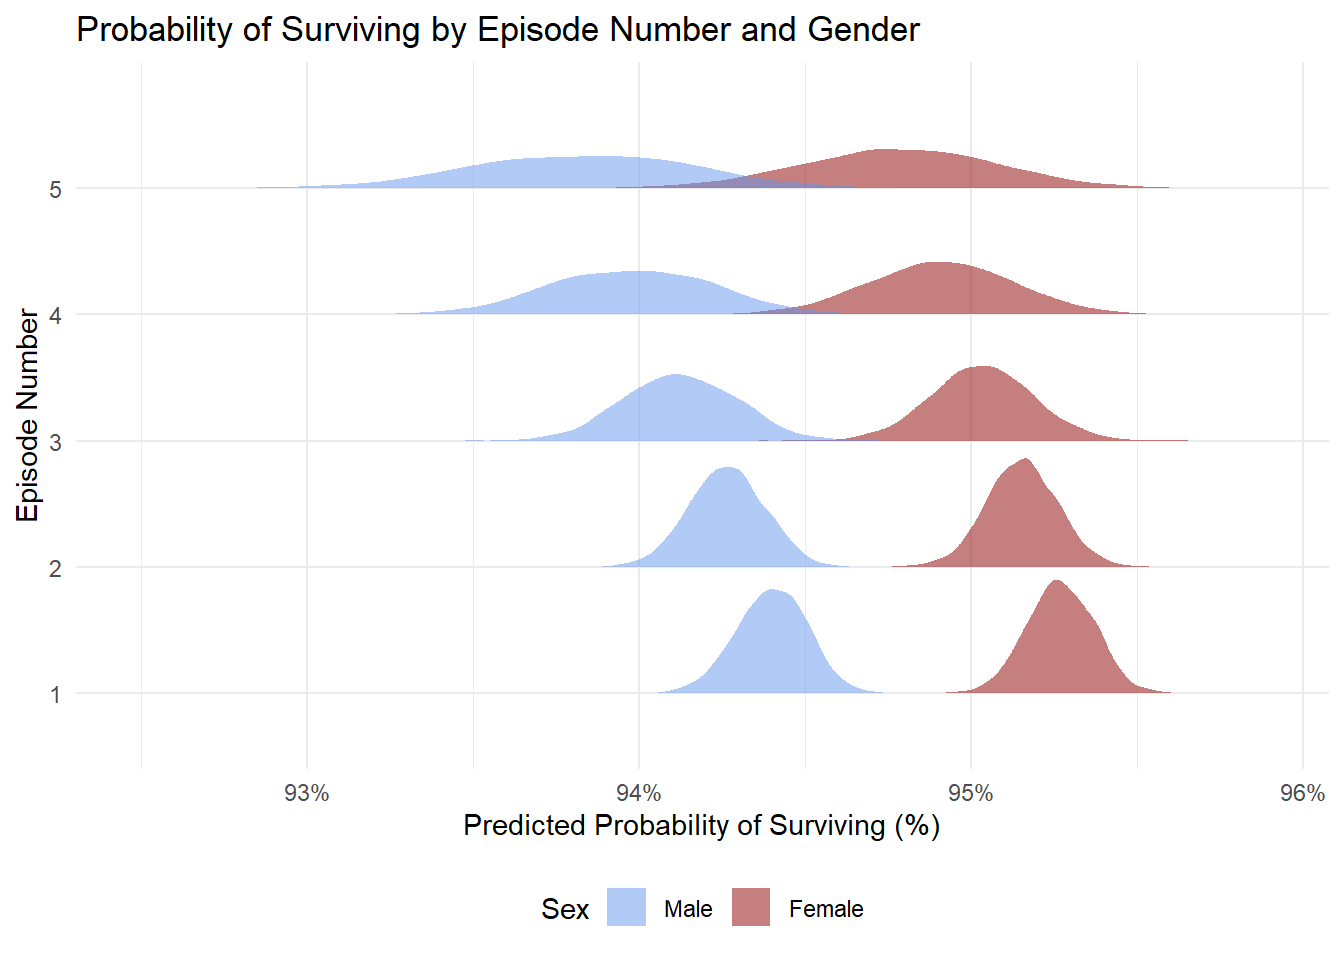 Probability of Surviving by Episode Number and Gender
Episode Number
5
4
3
2
1
93%
94%
95%
96%
Predicted Probability of Surviving (%)
Sex
Male
Female